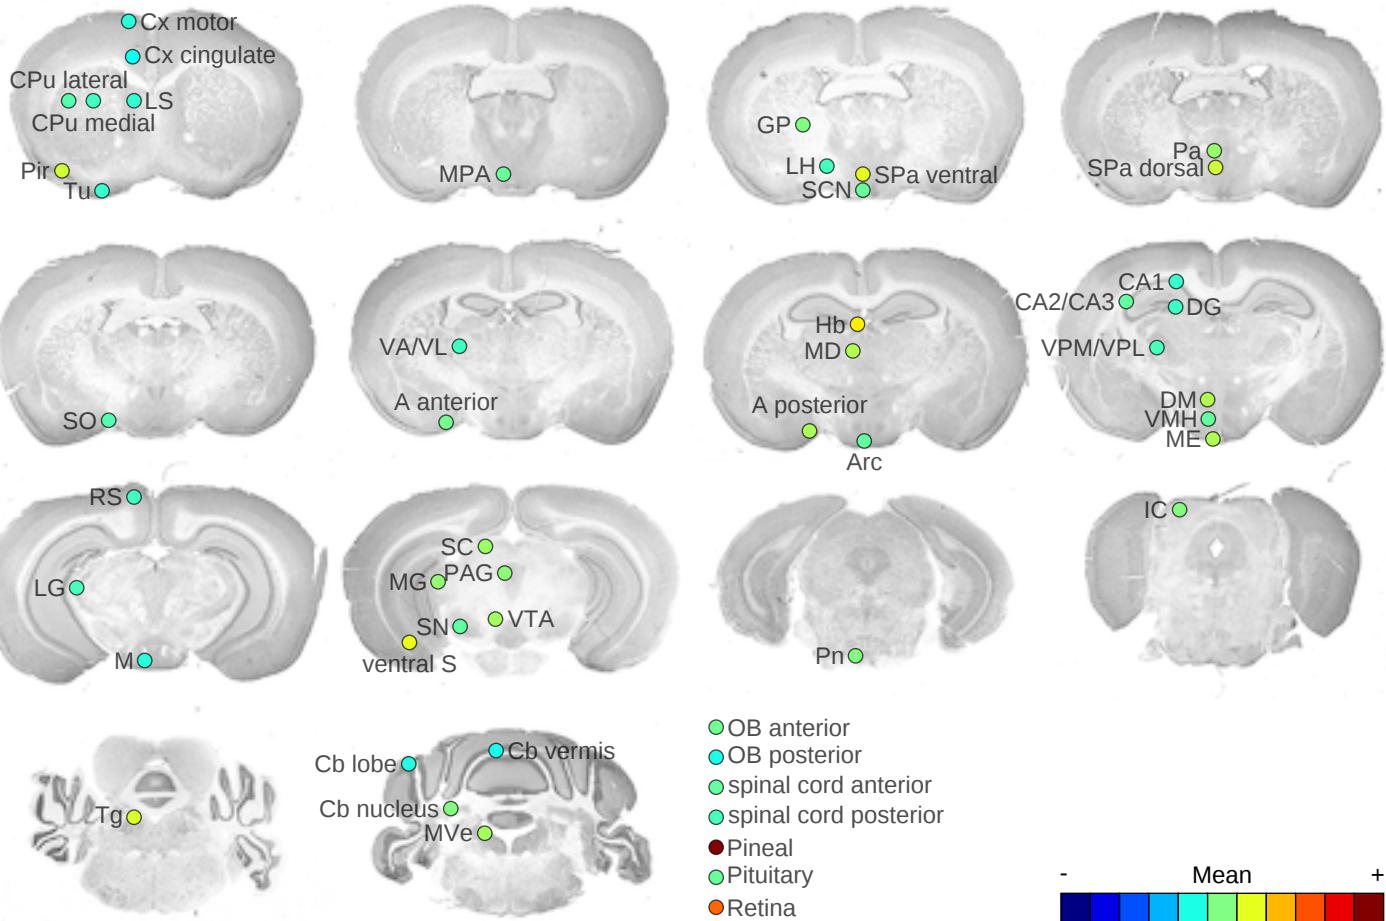 Cx motor
Cx cingulate
CPu lateral
LS
CPu medial
Pir
Tu
MPA
GP
LH
SPa ventral
SCN
Pa
SPa dorsal
SO
VA/VL
A anterior
Hb
MD
A posterior
Arc
CA1
CA2/CA3
DG
VPM/VPL
DM
VMH
ME
RS
LG
M
SC
PAG
MG
VTA
SN
ventral S
Pn
IC
Tg
Cb vermis
Cb lobe
Cb nucleus
MVe
OB anterior
OB posterior
spinal cord anterior
spinal cord posterior
Pineal
Pituitary
Retina
- Mean +